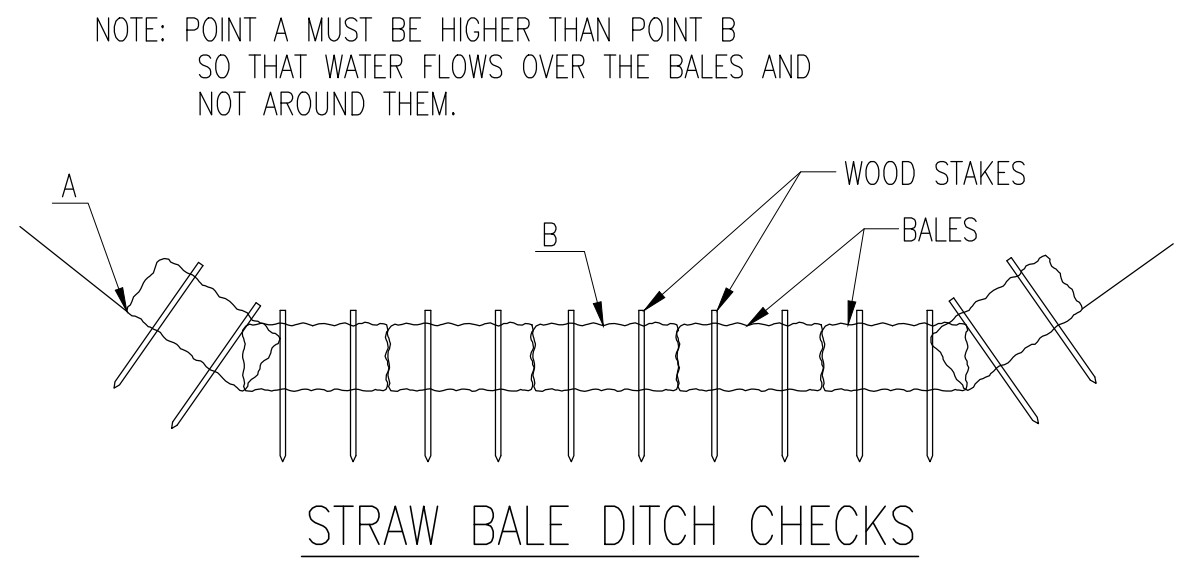 NOTE: POINT A MUST BE HIGHER THAN POINT B
SO THAT WATER FLOWS OVER THE BALES AND
NOT AROUND THEM.
A
WOOD STAKES
B
BALES
STRAW BALE DITCH CHECKS